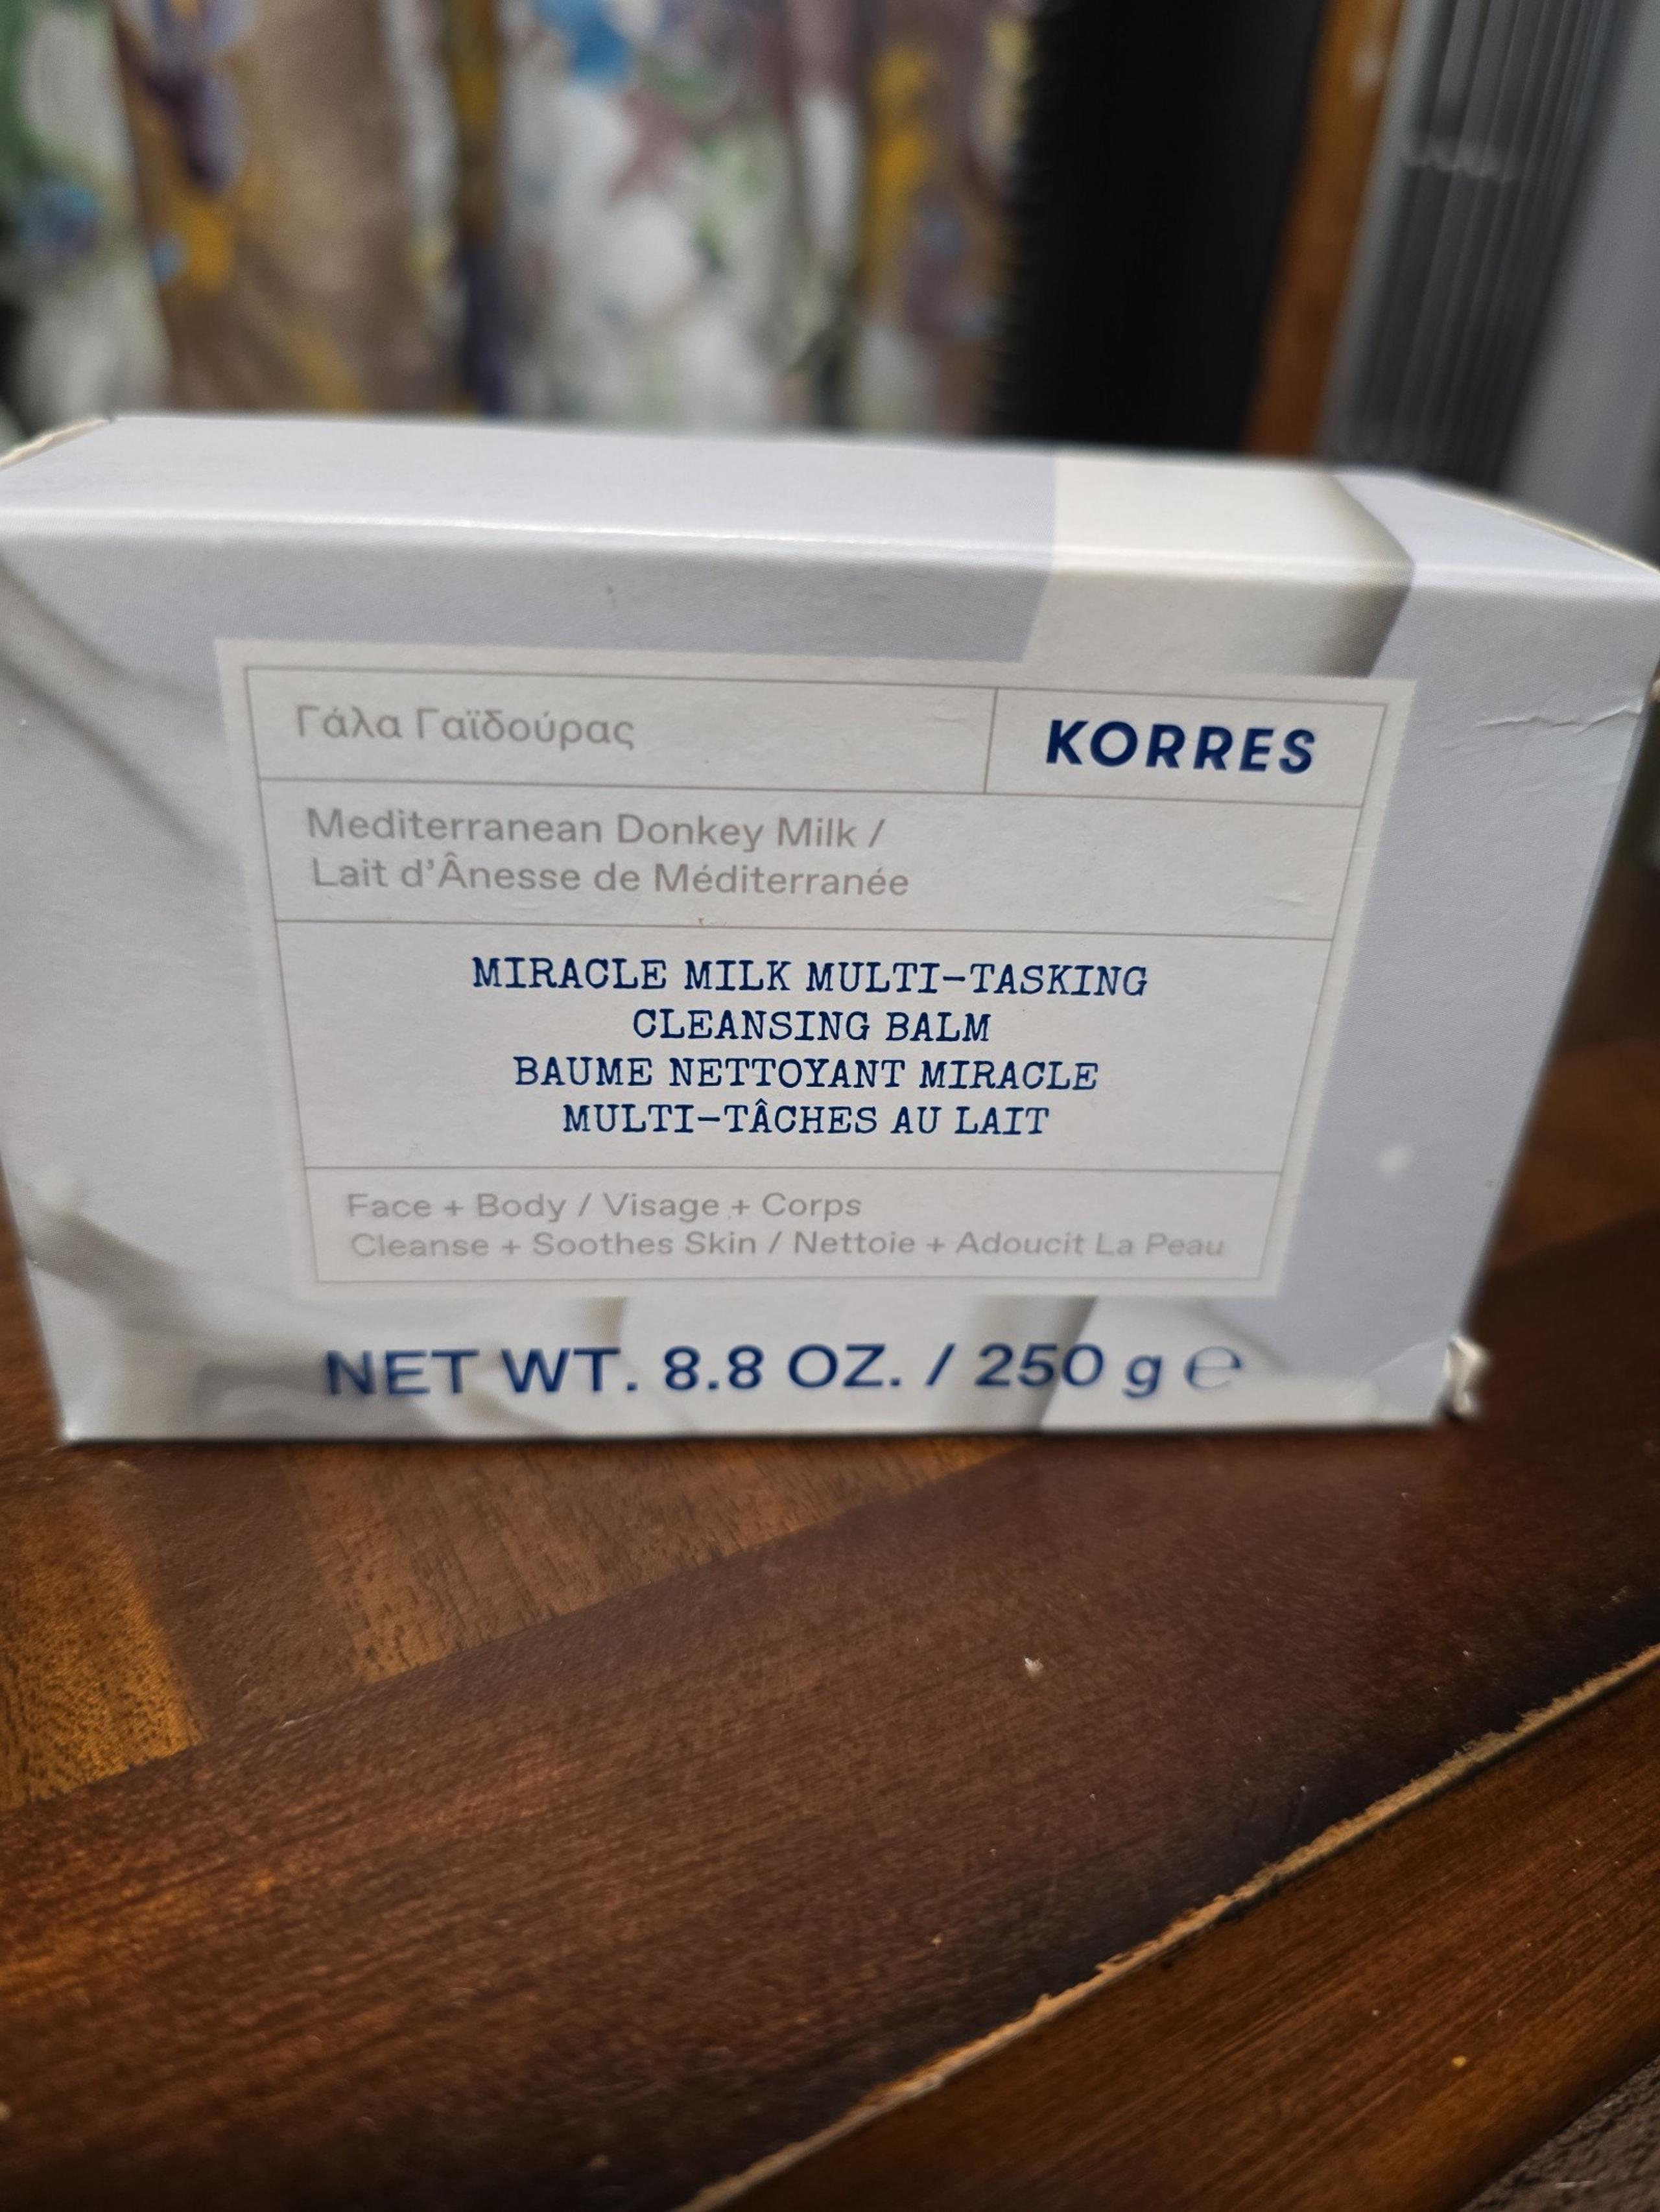 Γάλα Γαϊδούρας
KORRES
Mediterranean Donkey Milk /
Lait d’Ânesse de Méditerranée
MIRACLE MILK MULTI-TASKING
CLEANSING BALM
BAUME NETTOYANT MIRACLE
MULTI-TÂCHES AU LAIT
Face + Body / Visage + Corps
Cleanse + Soothes Skin / Nettoie + Adoucit La Peau
NET WT. 8.8 OZ. / 250 g ℮